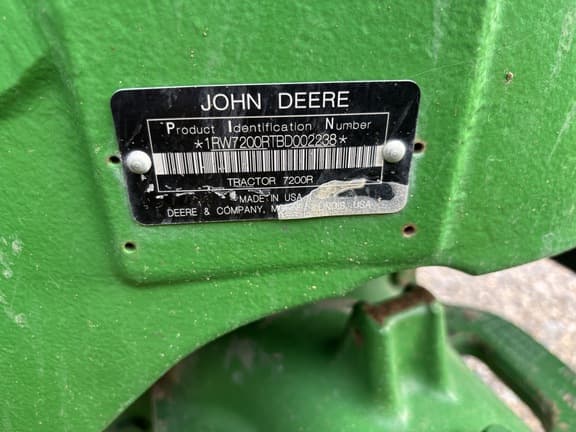 JOHN DEERE
Product Identification Number
*1RW7200RTBD002238*
TRACTOR 7200R
MADE IN USA
DEERE & COMPANY, USA